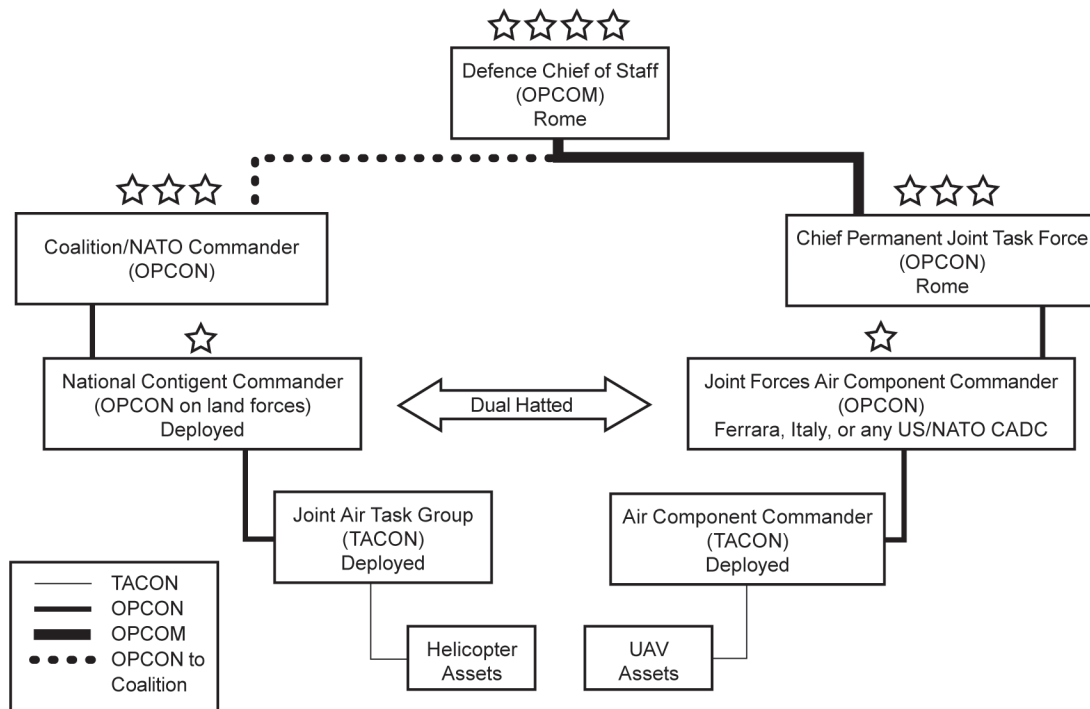 Defence Chief of Staff
(OPCOM)
Rome
Coalition/NATO Commander
(OPCON)
Chief Permanent Joint Task Force
(OPCON)
Rome
National Contigent Commander
(OPCON on land forces)
Deployed
Dual Hatted
Joint Forces Air Component Commander
(OPCON)
Ferrara, Italy, or any US/NATO CADC
Joint Air Task Group
(TACON)
Deployed
Air Component Commander
(TACON)
Deployed
Helicopter
Assets
UAV
Assets
TACON
OPCON
OPCOM
OPCON to
Coalition